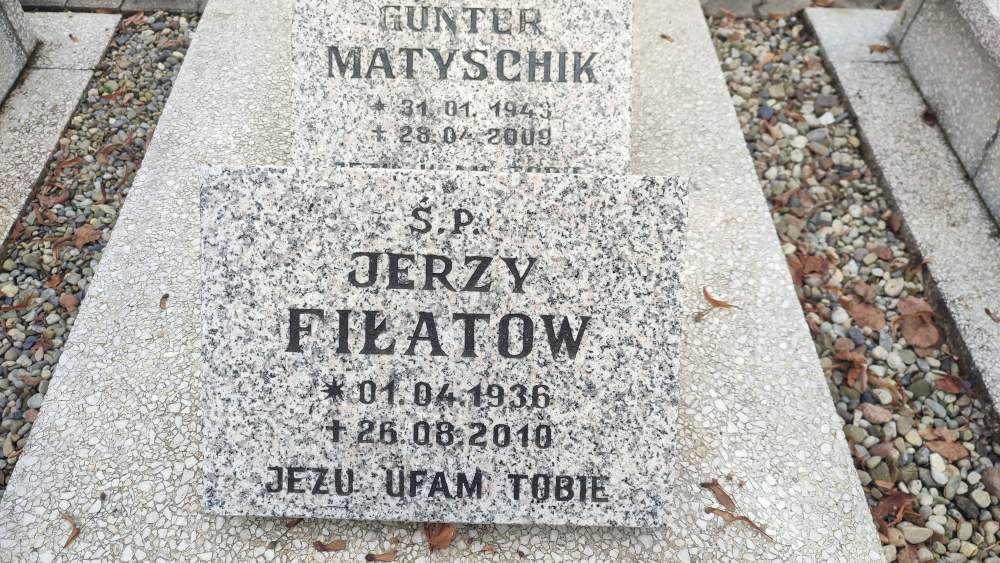 GUNTER
MATYSCHIK
* 31.01.1943
+ 28.04.2009
Ś.P.
JERZY
FIŁATOW
* 01.04.1936
+ 26.08.2010
JEZU UFAM TOBIE